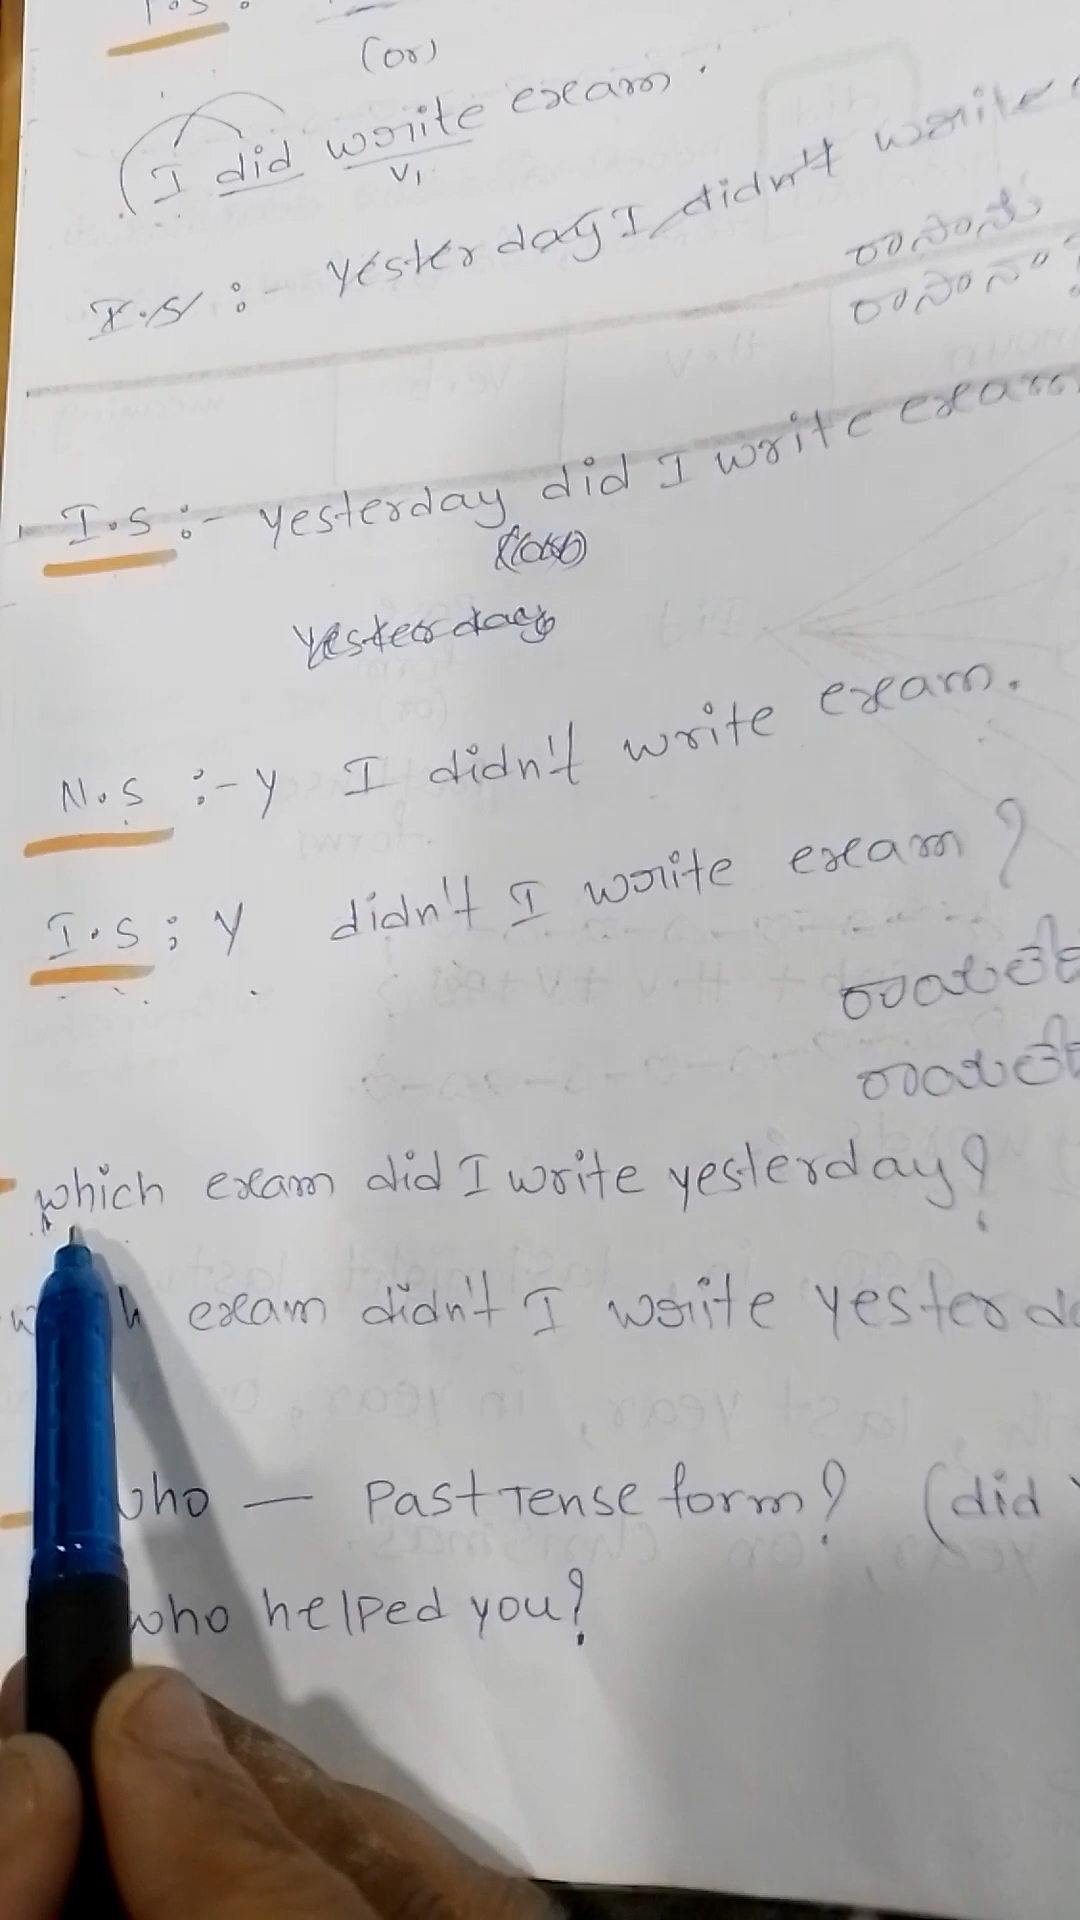 (or)
I did write exam.
V1
I.S :- yesterday I didn't write
రాసాను
రాసానా
I.S :- yesterday did I write exam
(or)
yesterday
N.S :- y I didn't write exam.
I.S : y didn't I write exam?
which exam did I write yesterday?
exam didn't I write
who — Past Tense form? (did
who helped you?